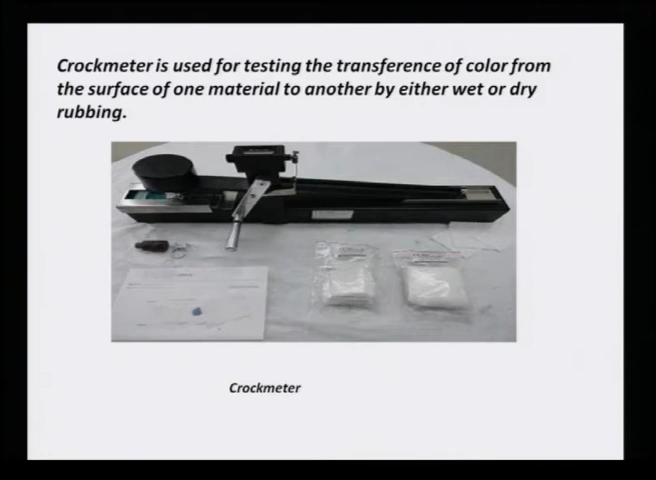 Crockmeter is used for testing the transference of color from
the surface of one material to another by either wet or dry
rubbing.
Crockmeter